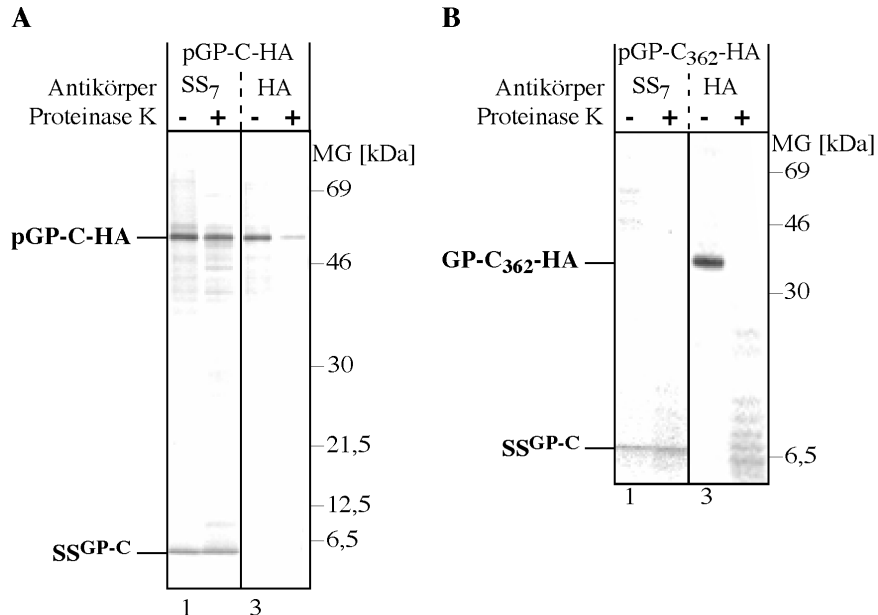 A
pGP-C-HA
Antikörper SS7 HA
Proteinase K - + - +
MG [kDa]
69
pGP-C-HA
46
30
21,5
12,5
6,5
SSGP-C
1 3
B
pGP-C362-HA
Antikörper SS7 HA
Proteinase K - + - +
MG [kDa]
69
46
GP-C362-HA
30
SSGP-C
6,5
1 3